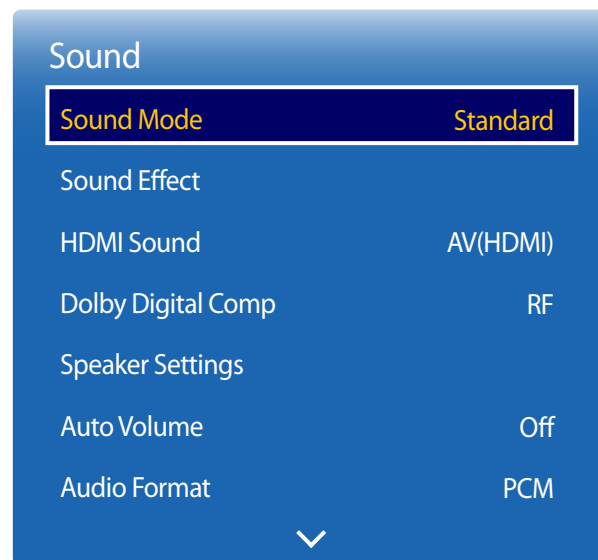 Sound
Sound Mode Standard
Sound Effect
HDMI Sound AV(HDMI)
Dolby Digital Comp RF
Speaker Settings
Auto Volume Off
Audio Format PCM